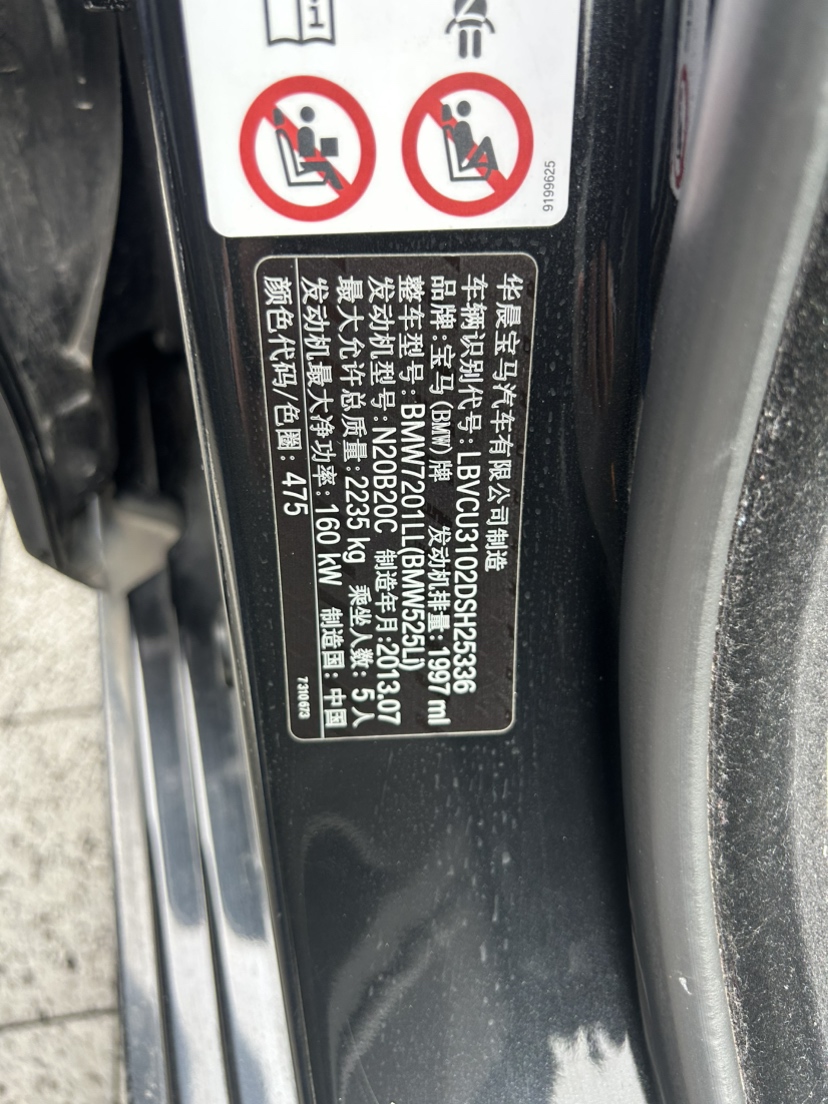 9199625
华晨宝马汽车有限公司制造
车辆识别代号:LBVCU3102DSH25336
品牌:宝马(BMW)牌 发动机排量:1997 ml
整车型号:BMW7201LL(BMW525Li)
发动机型号:N20B20C 制造年月:2013.07
最大允许总质量:2235 kg 乘坐人数: 5 人
发动机最大净功率:160 kW 制造国:中国
颜色代码/色圈: 475
7 310 673